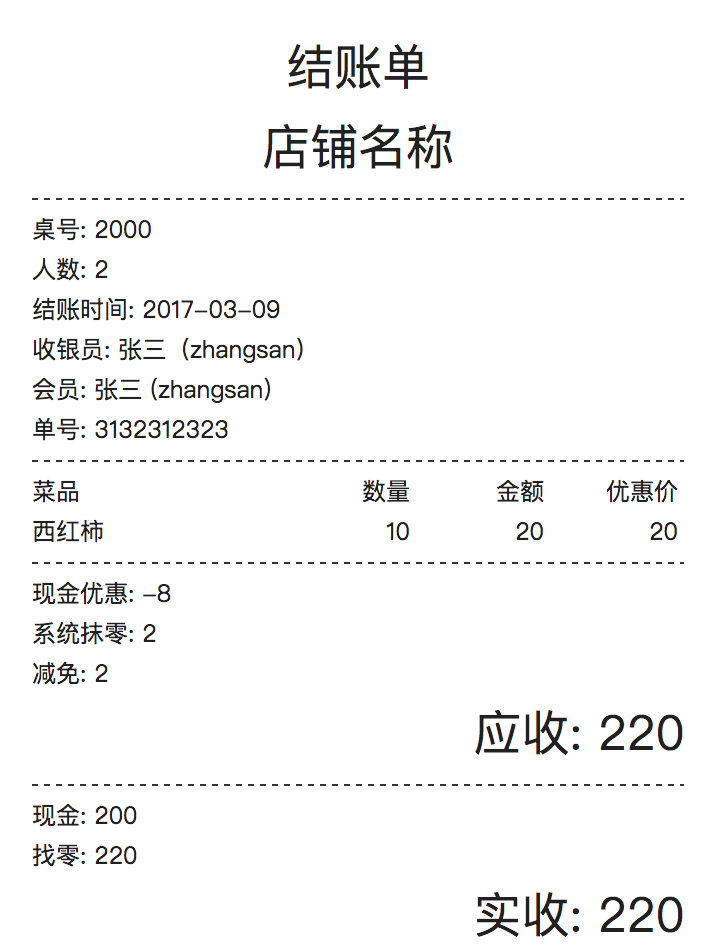 结账单
店铺名称
桌号: 2000
人数: 2
结账时间: 2017-03-09
收银员: 张三（zhangsan）
会员: 张三 (zhangsan）
单号: 3132312323
菜品 数量 金额 优惠价
西红柿 10 20 20
现金优惠: -8
系统抹零: 2
减免: 2
应收: 220
现金: 200
找零: 220
实收: 220